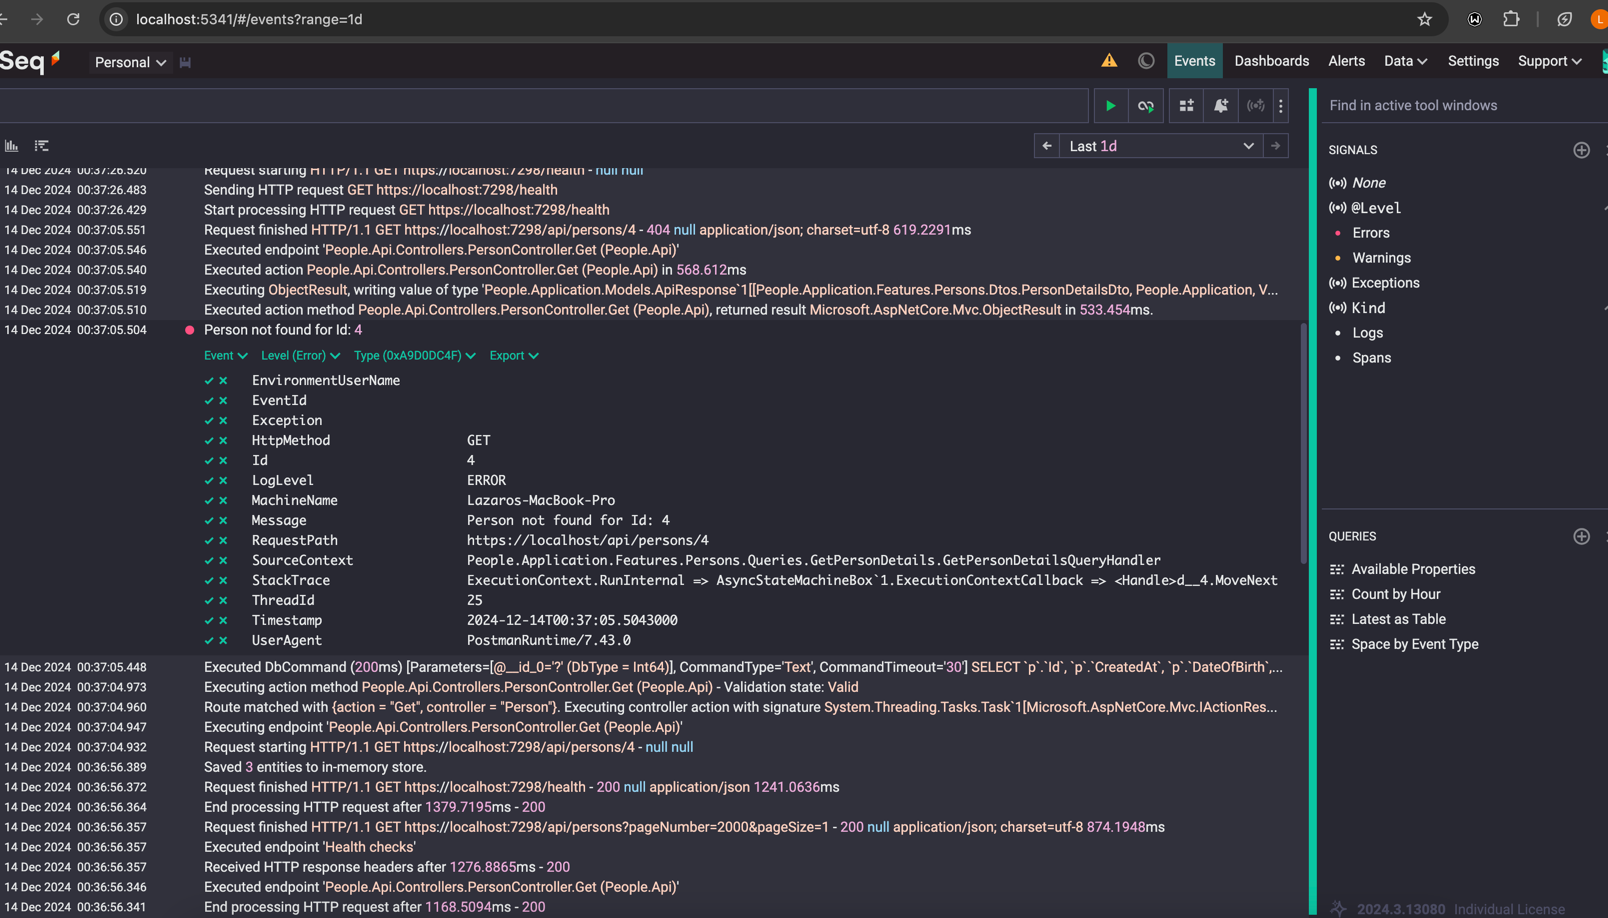 localhost:5341/#/events?range=1d
L
Seq
Personal
Events
Dashboards
Alerts
Data
Settings
Support
Find in active tool windows
Last 1d
14 Dec 2024 00:37:26.520 Request starting HTTP/1.1 GET https://localhost:7298/health - null null
14 Dec 2024 00:37:26.483 Sending HTTP request GET https://localhost:7298/health
14 Dec 2024 00:37:26.429 Start processing HTTP request GET https://localhost:7298/health
14 Dec 2024 00:37:05.551 Request finished HTTP/1.1 GET https://localhost:7298/api/persons/4 - 404 null application/json; charset=utf-8 619.2291ms
14 Dec 2024 00:37:05.546 Executed endpoint 'People.Api.Controllers.PersonController.Get (People.Api)'
14 Dec 2024 00:37:05.540 Executed action People.Api.Controllers.PersonController.Get (People.Api) in 568.612ms
14 Dec 2024 00:37:05.519 Executing ObjectResult, writing value of type 'People.Application.Models.ApiResponse`1[[People.Application.Features.Persons.Dtos.PersonDetailsDto, People.Application, V...
14 Dec 2024 00:37:05.510 Executed action method People.Api.Controllers.PersonController.Get (People.Api), returned result Microsoft.AspNetCore.Mvc.ObjectResult in 533.454ms.
14 Dec 2024 00:37:05.504 Person not found for Id: 4
Event Level (Error) Type (0xA9D0DC4F) Export
EnvironmentUserName
EventId
Exception
HttpMethod GET
Id 4
LogLevel ERROR
MachineName Lazaros-MacBook-Pro
Message Person not found for Id: 4
RequestPath https://localhost/api/persons/4
SourceContext People.Application.Features.Persons.Queries.GetPersonDetails.GetPersonDetailsQueryHandler
StackTrace ExecutionContext.RunInternal => AsyncStateMachineBox`1.ExecutionContextCallback => <Handle>d__4.MoveNext
ThreadId 25
Timestamp 2024-12-14T00:37:05.5043000
UserAgent PostmanRuntime/7.43.0
14 Dec 2024 00:37:05.448 Executed DbCommand (200ms) [Parameters=[@__id_0='?' (DbType = Int64)], CommandType='Text', CommandTimeout='30'] SELECT `p`.`Id`, `p`.`CreatedAt`, `p`.`DateOfBirth`,...
14 Dec 2024 00:37:04.973 Executing action method People.Api.Controllers.PersonController.Get (People.Api) - Validation state: Valid
14 Dec 2024 00:37:04.960 Route matched with {action = "Get", controller = "Person"}. Executing controller action with signature System.Threading.Tasks.Task`1[Microsoft.AspNetCore.Mvc.IActionRes...
14 Dec 2024 00:37:04.947 Executing endpoint 'People.Api.Controllers.PersonController.Get (People.Api)'
14 Dec 2024 00:37:04.932 Request starting HTTP/1.1 GET https://localhost:7298/api/persons/4 - null null
14 Dec 2024 00:36:56.389 Saved 3 entities to in-memory store.
14 Dec 2024 00:36:56.372 Request finished HTTP/1.1 GET https://localhost:7298/health - 200 null application/json 1241.0636ms
14 Dec 2024 00:36:56.364 End processing HTTP request after 1379.7195ms - 200
14 Dec 2024 00:36:56.357 Request finished HTTP/1.1 GET https://localhost:7298/api/persons?pageNumber=2000&pageSize=1 - 200 null application/json; charset=utf-8 874.1948ms
14 Dec 2024 00:36:56.357 Executed endpoint 'Health checks'
14 Dec 2024 00:36:56.357 Received HTTP response headers after 1276.8865ms - 200
14 Dec 2024 00:36:56.346 Executed endpoint 'People.Api.Controllers.PersonController.Get (People.Api)'
14 Dec 2024 00:36:56.341 End processing HTTP request after 1168.5094ms - 200
SIGNALS
None
@Level
Errors
Warnings
Exceptions
Kind
Logs
Spans
QUERIES
Available Properties
Count by Hour
Latest as Table
Space by Event Type
2024.3.13080 Individual License